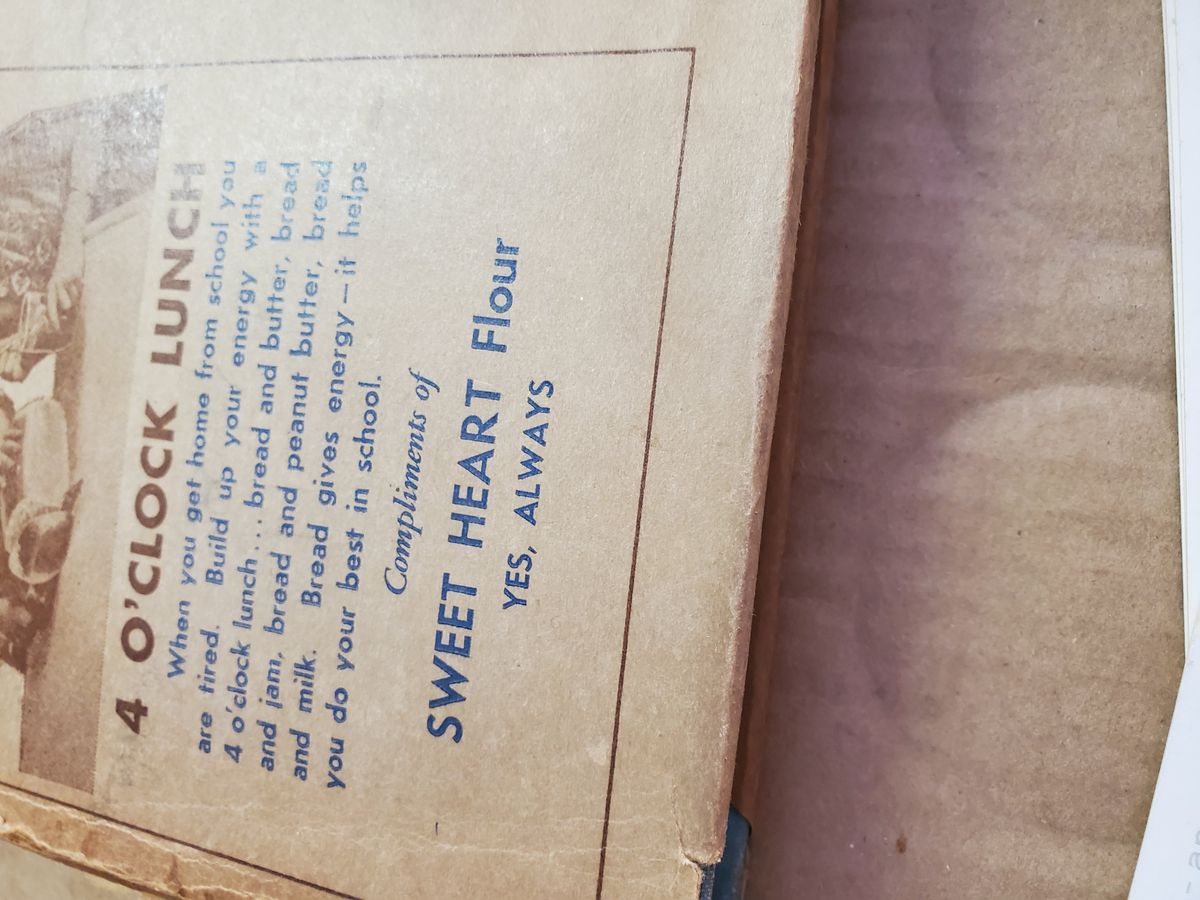 4 O'CLOCK LUNCH
When you get home from school you
are tired. Build up your energy with a
4 o'clock lunch... bread and butter, bread
and jam, bread and peanut butter, bread
and milk. Bread gives energy — it helps
you do your best in school.
Compliments of
SWEET HEART Flour
YES, ALWAYS